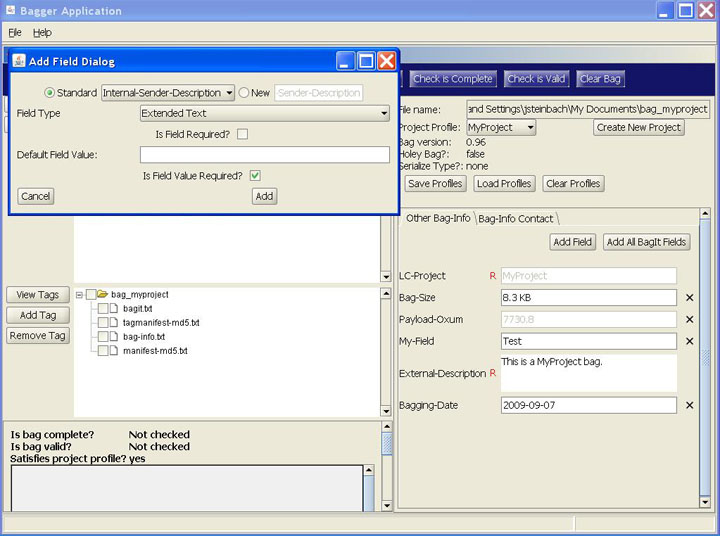 Bagger Application
File Help
Add Field Dialog
Standard Internal-Sender-Description New Sender-Description
Field Type Extended Text
Is Field Required?
Default Field Value:
Is Field Value Required?
Cancel Add
Check is Complete Check is Valid Clear Bag
File name: and Settings\jsteinbach\My Documents\bag_myproject
Project Profile: MyProject Create New Project
Bag version: 0.96
Holey Bag?: false
Serialize Type?: none
Save Profiles Load Profiles Clear Profiles
Other Bag-Info Bag-Info Contact
Add Field Add All BagIt Fields
LC-Project R MyProject
Bag-Size 8.3 KB
Payload-Oxum 7730.8
My-Field Test
External-Description R This is a MyProject bag.
Bagging-Date 2009-09-07
View Tags
Add Tag
Remove Tag
bag_myproject
bagit.txt
tagmanifest-md5.txt
bag-info.txt
manifest-md5.txt
Is bag complete? Not checked
Is bag valid? Not checked
Satisfies project profile? yes